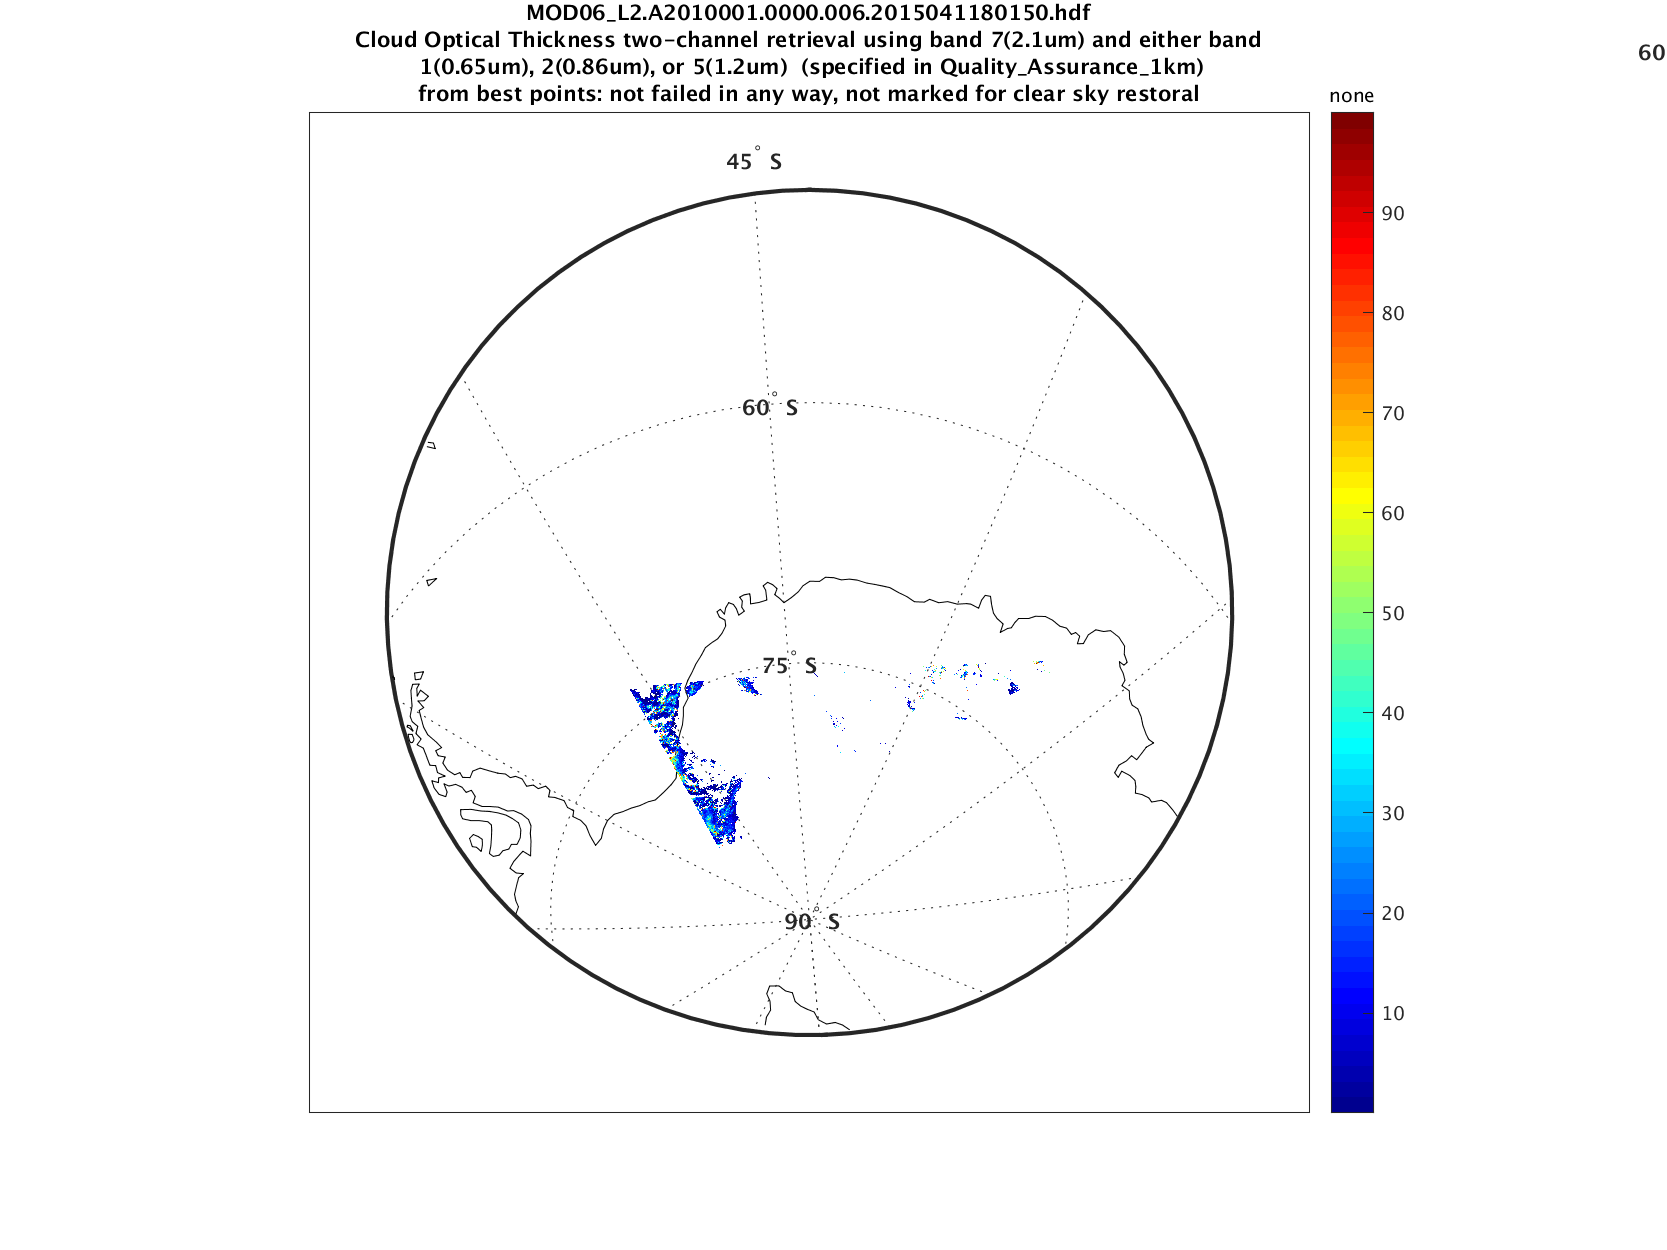 MOD06_L2.A2010001.0000.006.2015041180150.hdf
Cloud Optical Thickness two-channel retrieval using band 7(2.1um) and either band
1(0.65um), 2(0.86um), or 5(1.2um)  (specified in Quality_Assurance_1km)
from best points: not failed in any way, not marked for clear sky restoral
60
none
45° S
60° S
75° S
90° S
90
80
70
60
50
40
30
20
10